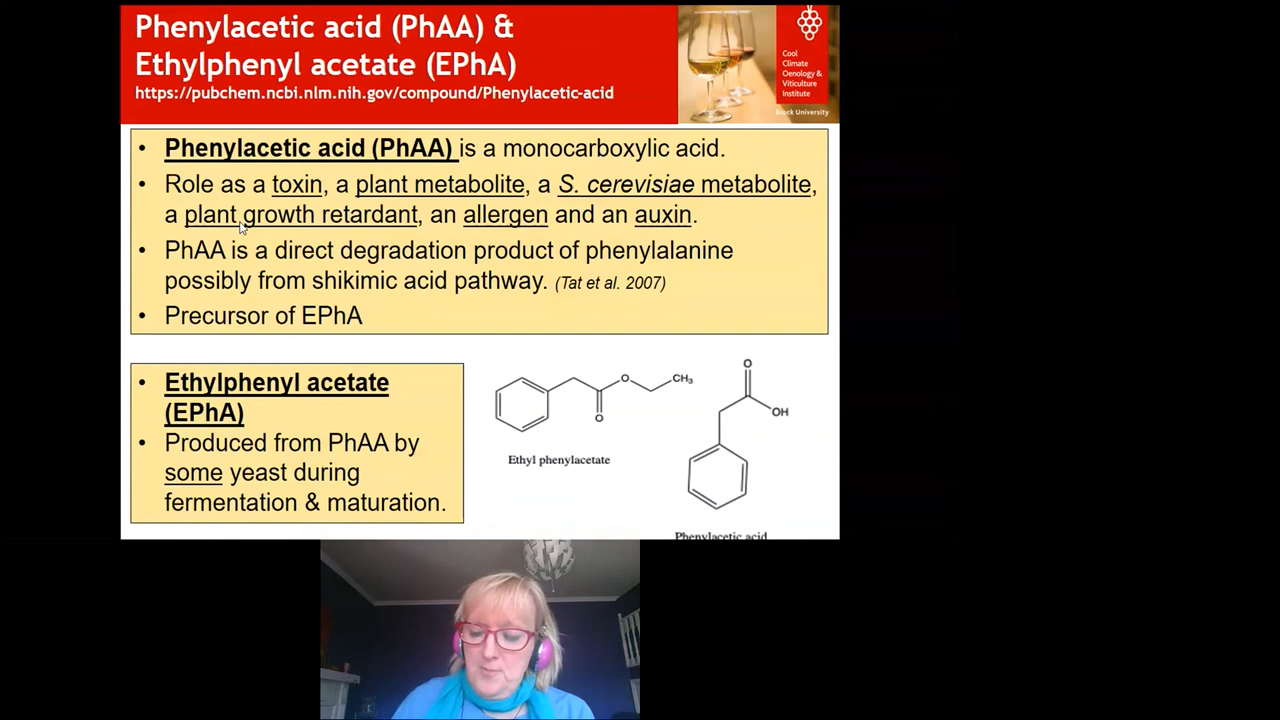 Phenylacetic acid (PhAA) &
Ethylphenyl acetate (EPhA)
https://pubchem.ncbi.nlm.nih.gov/compound/Phenylacetic-acid
Cool
Climate
Oenology &
Viticulture
Institute
Brock University
• Phenylacetic acid (PhAA) is a monocarboxylic acid.
• Role as a toxin, a plant metabolite, a S. cerevisiae metabolite,
a plant growth retardant, an allergen and an auxin.
• PhAA is a direct degradation product of phenylalanine
possibly from shikimic acid pathway. (Tat et al. 2007)
• Precursor of EPhA
• Ethylphenyl acetate
(EPhA)
• Produced from PhAA by
some yeast during
fermentation & maturation.
O
CH3
O
Ethyl phenylacetate
O
OH
Phenylacetic acid